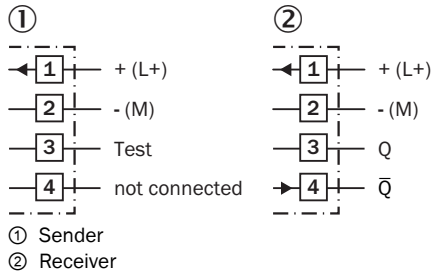 ① ②
1 + (L+) 1 + (L+)
2 - (M) 2 - (M)
3 Test 3 Q
4 not connected 4 Q̅
① Sender
② Receiver